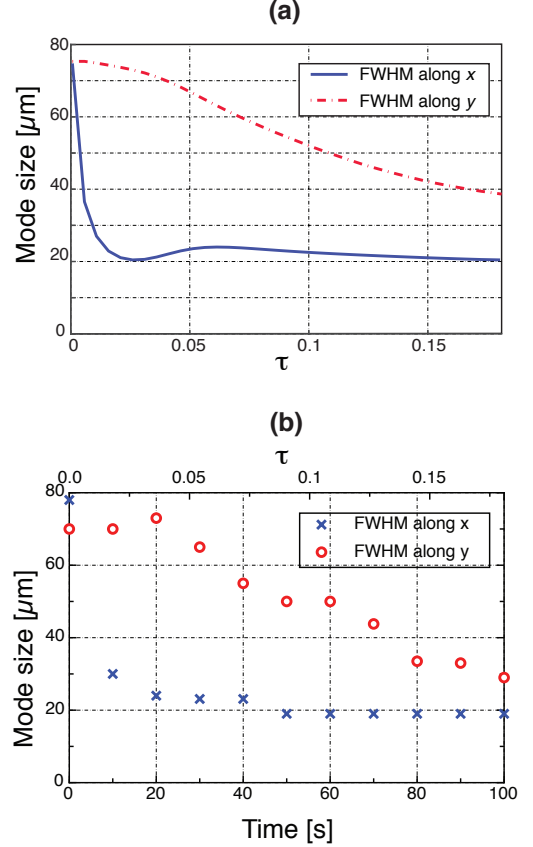 (a)
80
60
40
20
0
Mode size [μm]
FWHM along x
FWHM along y
0 0.05 0.1 0.15
τ
(b)
τ
0.0 0.05 0.1 0.15
80
60
40
20
0
Mode size [μm]
FWHM along x
FWHM along y
0 20 40 60 80 100
Time [s]